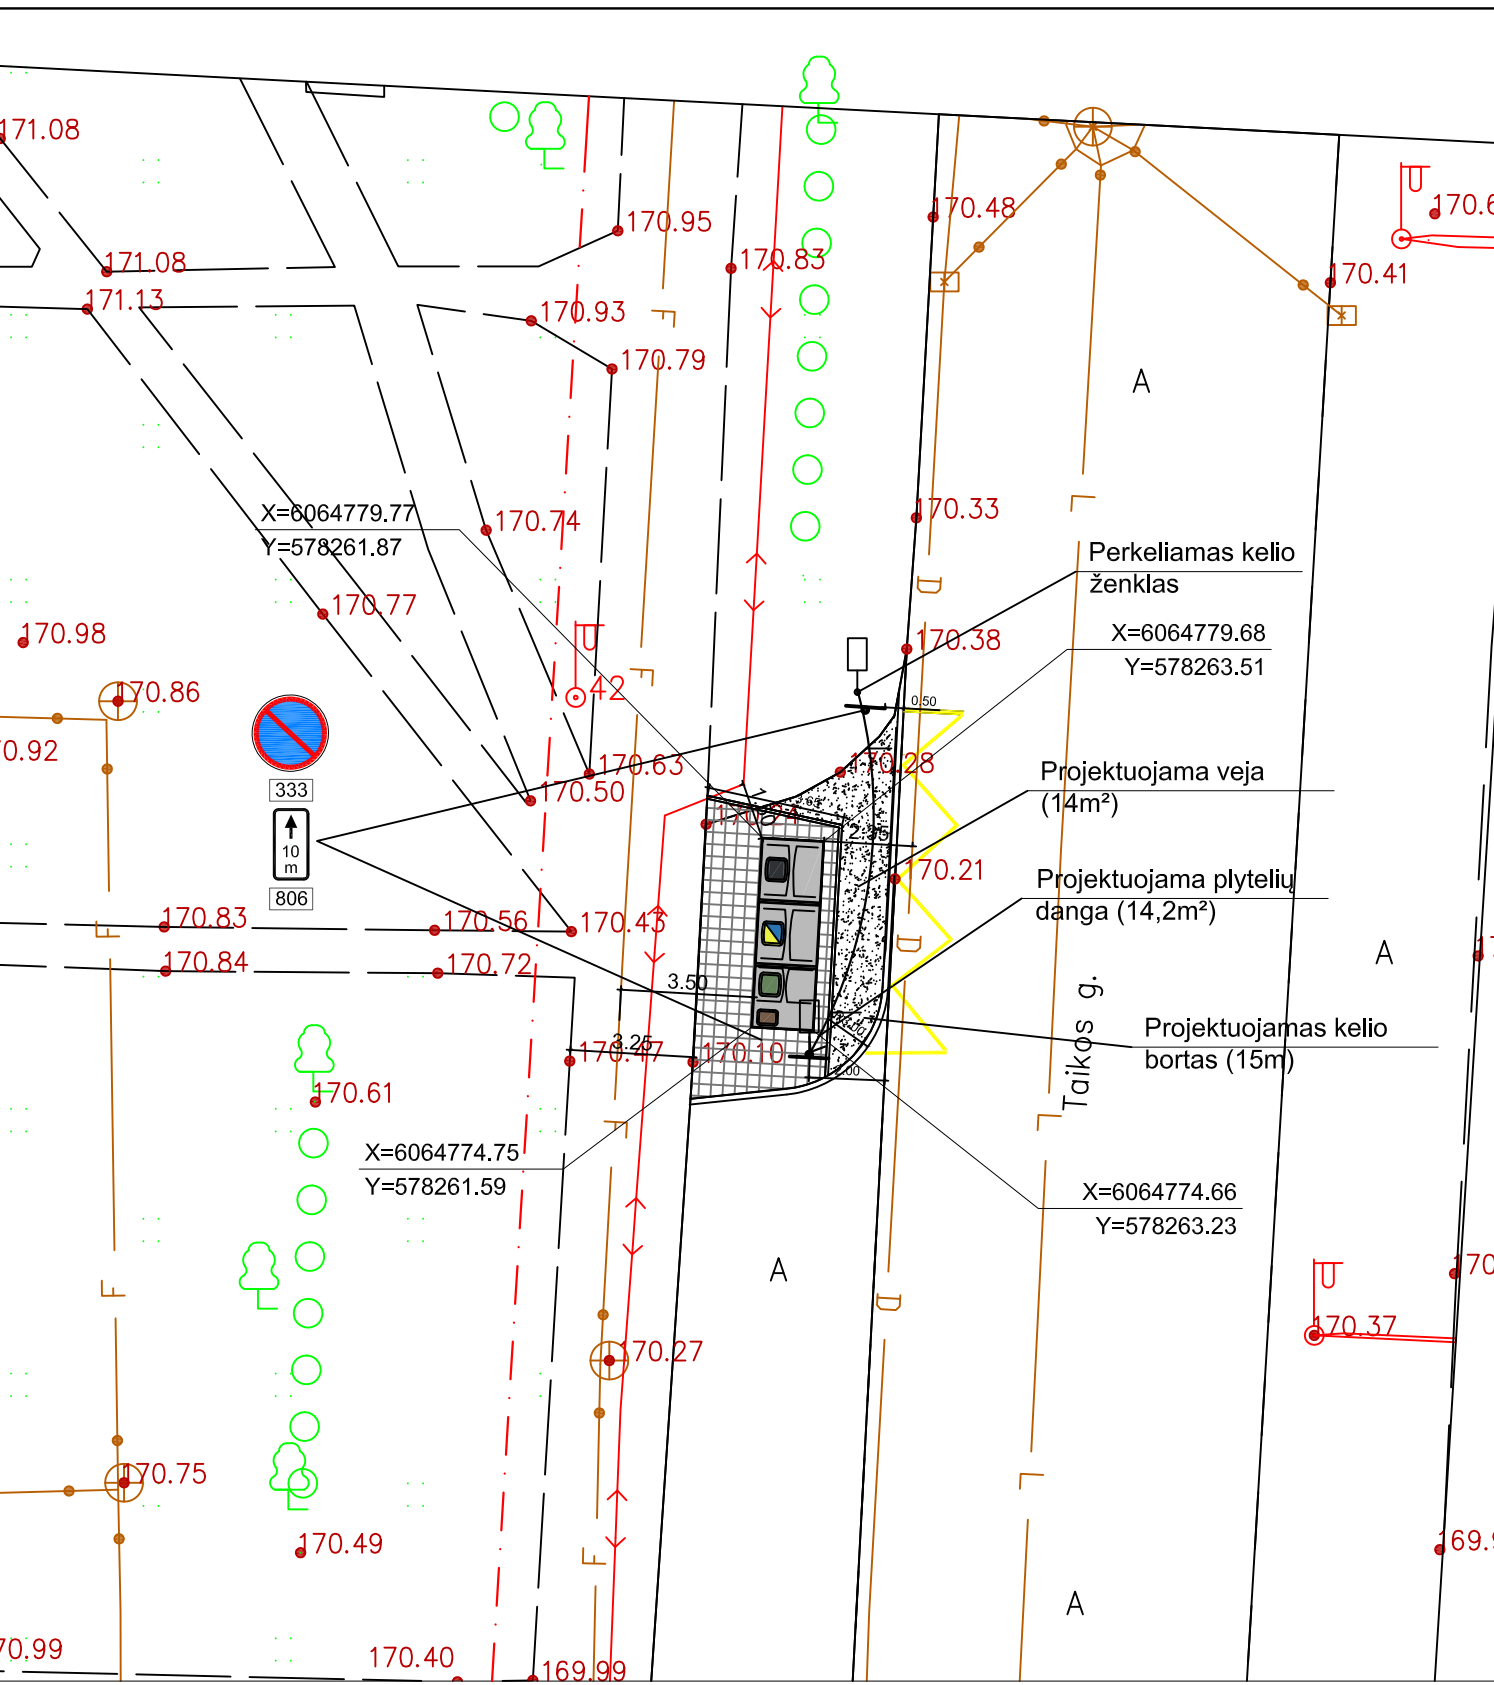 171.08
170.95
170.48
170.83
171.08
170.41
171.13
170.93
170.79
A
X=6064779.77
Y=578261.87
170.74
170.33
Perkeliamas kelio
ženklas
D
L
F
F
170.77
170.98
170.38
X=6064779.68
Y=578263.51
42
170.86
0.50
333
10
m
806
170.63
170.50
170.28
Projektuojama veja
(14m²)
170.21
Projektuojama plytelių
danga (14,2m²)
170.83
170.56
170.43
F
D
A
170.84
170.72
3.50
Taikos g.
Projektuojamas kelio
bortas (15m)
3.25
170.47
170.10
2.00
170.61
L
F
X=6064774.75
Y=578261.59
X=6064774.66
Y=578263.23
A
F
D
170.37
170.27
170.75
L
170.49
F
A
170.40
169.99